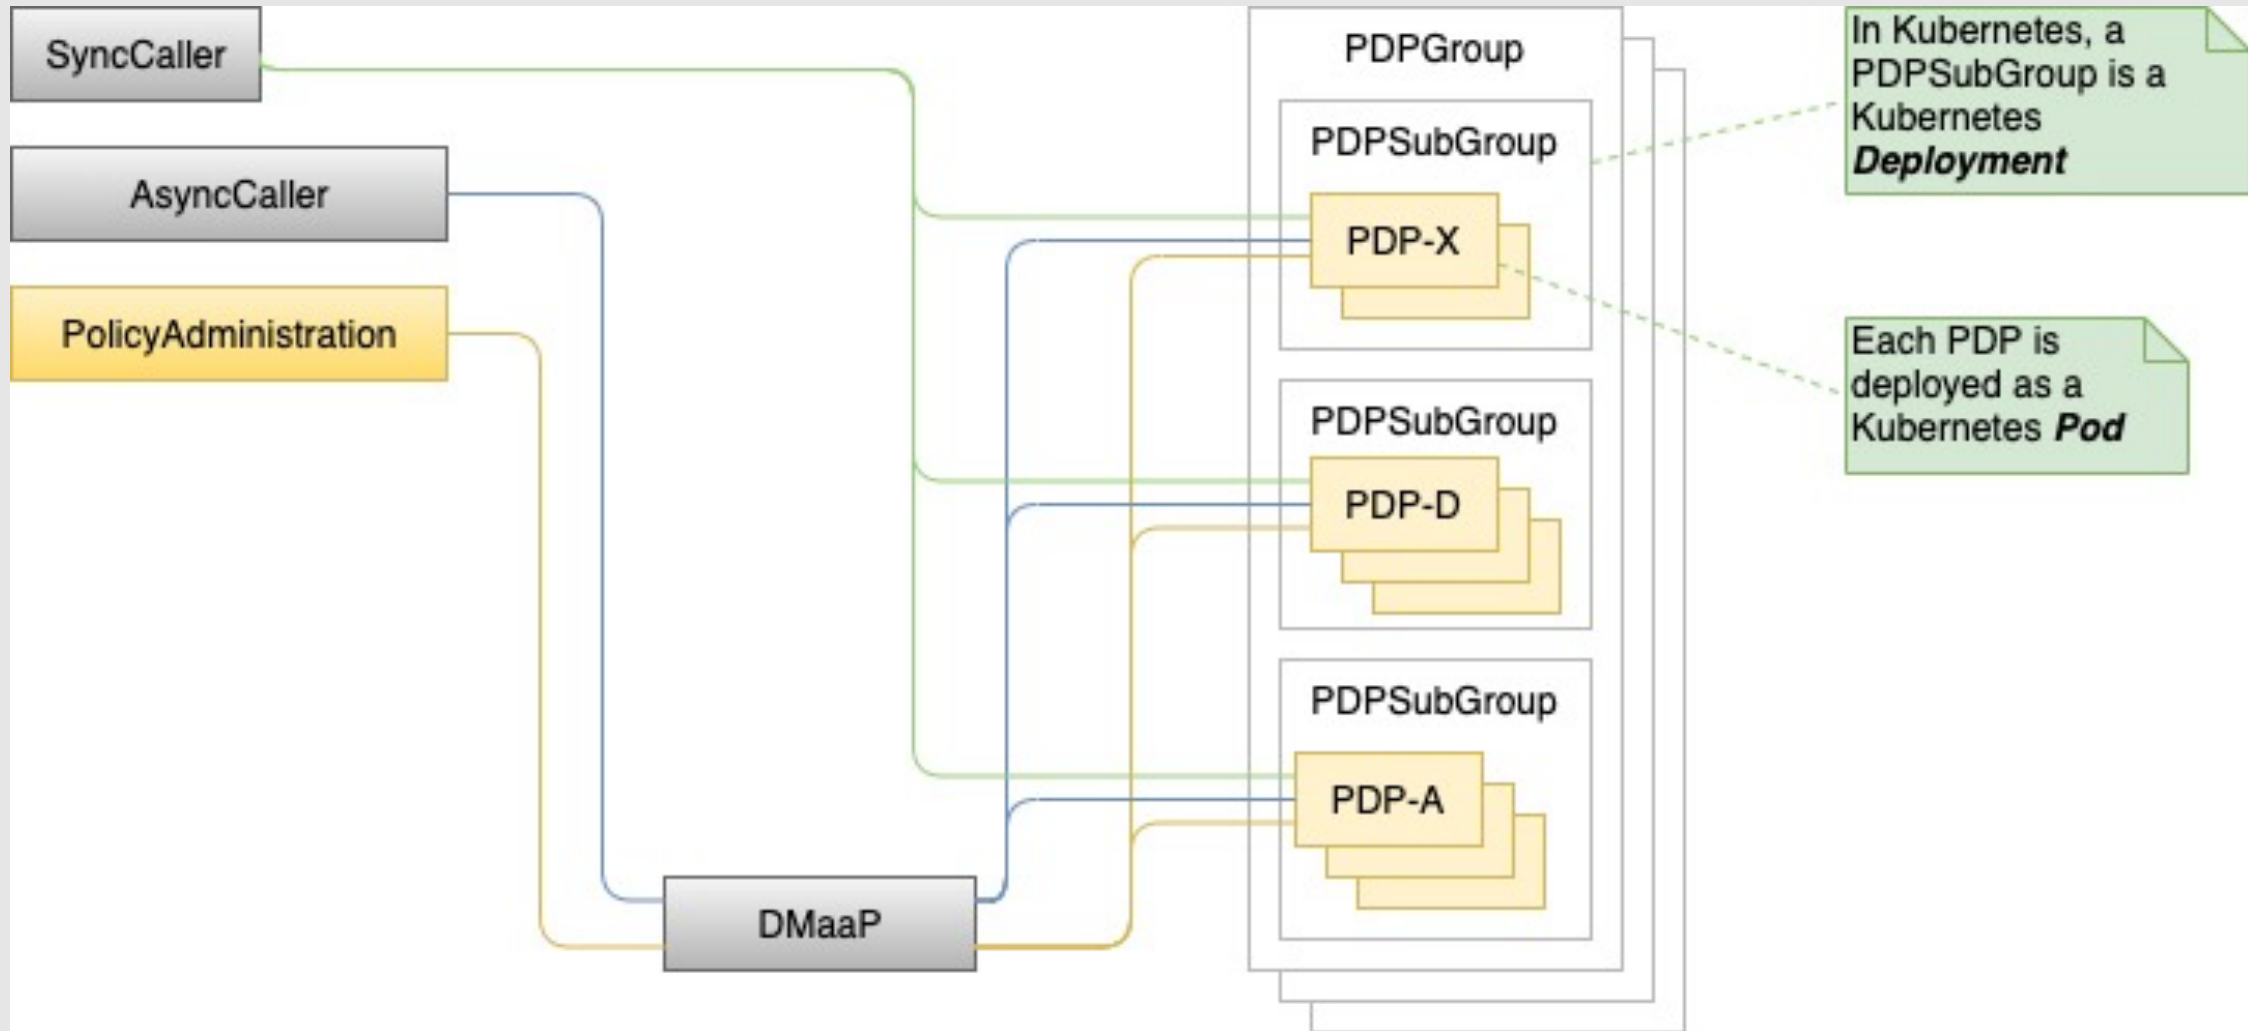 SyncCaller
AsyncCaller
PolicyAdministration
DMaaP
PDPGroup
PDPSubGroup
PDP-X
PDPSubGroup
PDP-D
PDPSubGroup
PDP-A
In Kubernetes, a
PDPSubGroup is a
Kubernetes
Deployment
Each PDP is
deployed as a
Kubernetes Pod